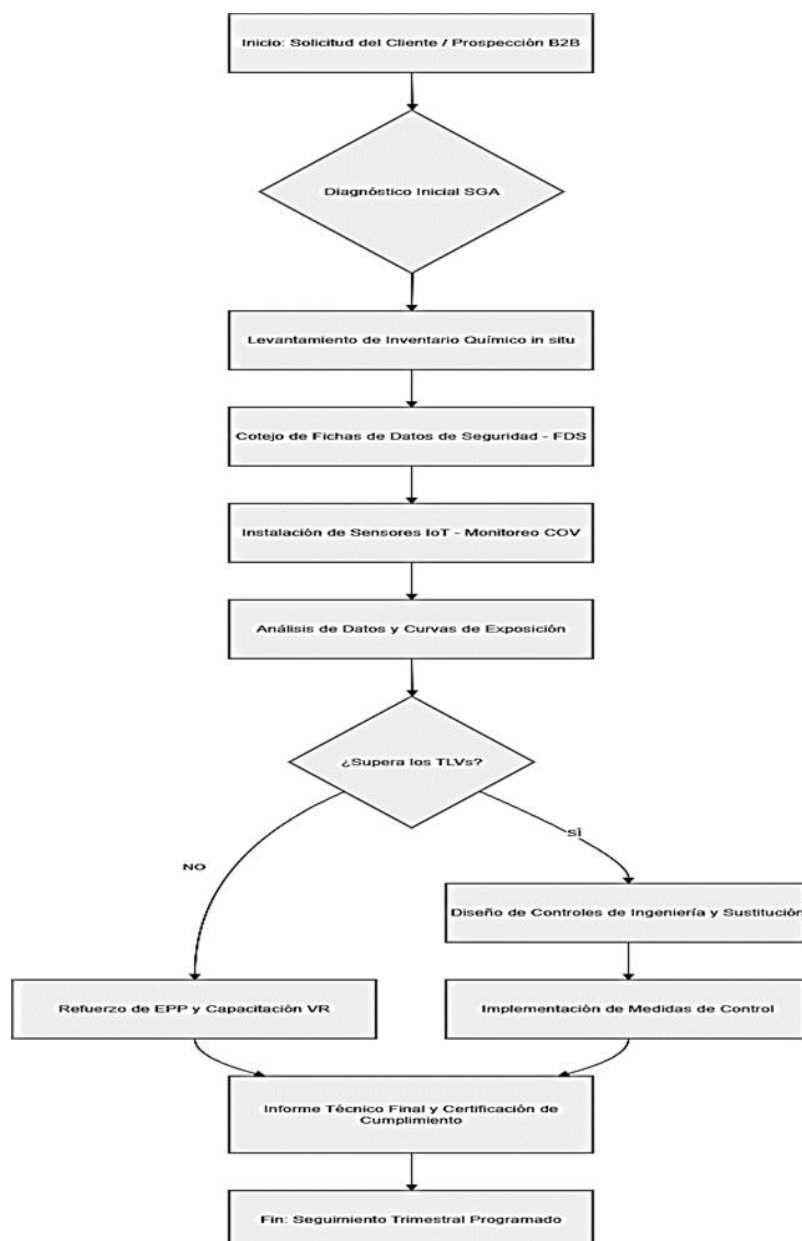 Inicio: Solicitud del Cliente / Prospección B2B
Diagnóstico Inicial SGA
Levantamiento de Inventario Químico in situ
Cotejo de Fichas de Datos de Seguridad - FDS
Instalación de Sensores IoT - Monitoreo COV
Análisis de Datos y Curvas de Exposición
¿Supera los TLVs?
NO
SÍ
Diseño de Controles de Ingeniería y Sustitución
Refuerzo de EPP y Capacitación VR
Implementación de Medidas de Control
Informe Técnico Final y Certificación de
Cumplimiento
Fin: Seguimiento Trimestral Programado